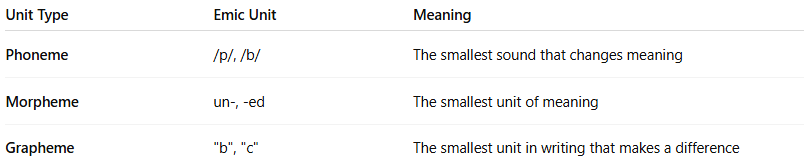 Unit Type Emic Unit Meaning
Phoneme /p/, /b/ The smallest sound that changes meaning
Morpheme un-, -ed The smallest unit of meaning
Grapheme "b", "c" The smallest unit in writing that makes a difference